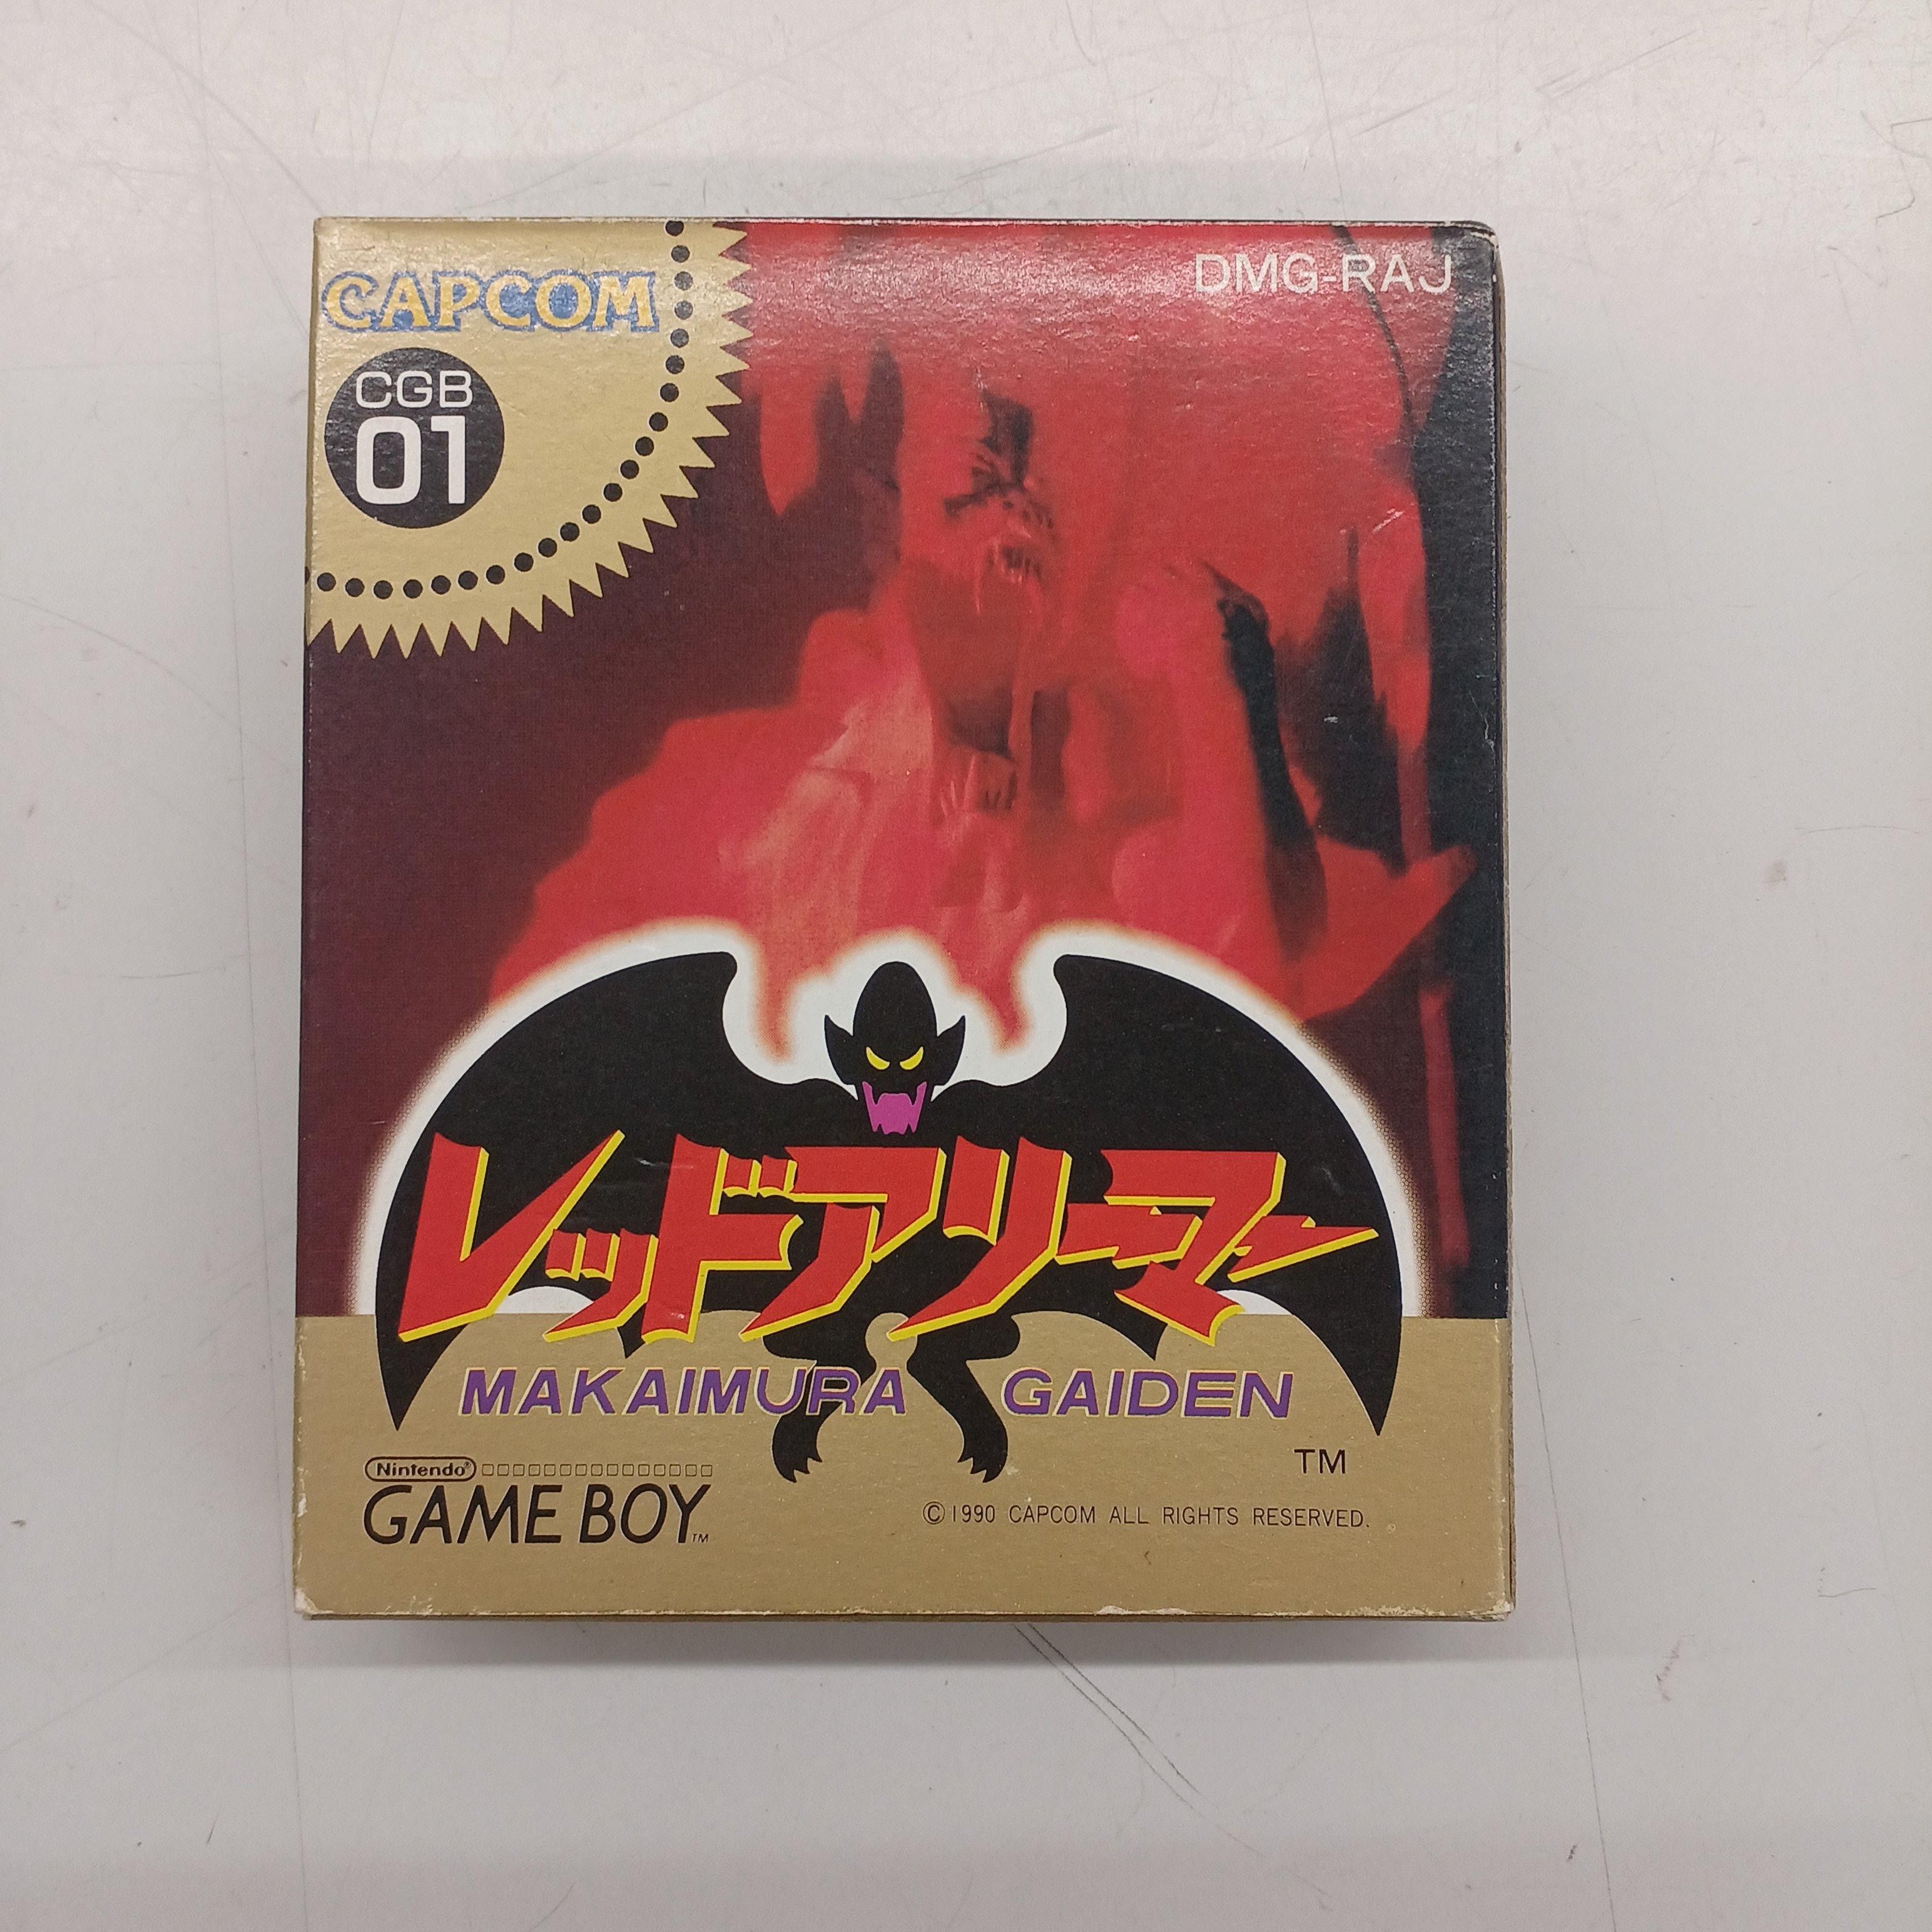 CAPCOM
DMG-RAJ
CGB
01
レッドアリーマー
MAKAIMURA GAIDEN
TM
Nintendo®
GAME BOY™
©1990 CAPCOM ALL RIGHTS RESERVED.